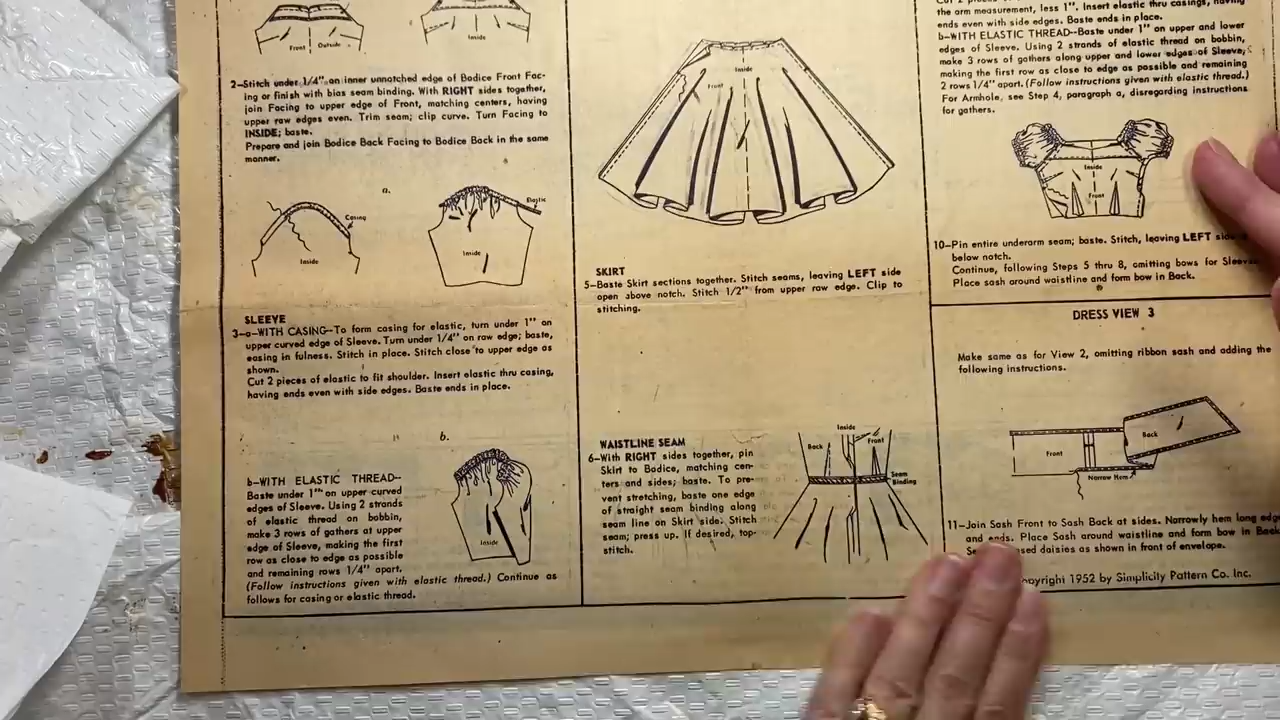 Front
Outside
Inside
2—Stitch under 1/4" on inner unnotched edge of Bodice Front Fac-
ing or finish with bias seam binding. With RIGHT sides together,
join Facing to upper edge of Front, matching centers, having
upper raw edges even. Trim seam; clip curve. Turn Facing to
INSIDE; baste.
Prepare and join Bodice Back Facing to Bodice Back in the same
manner.
a.
Casing
Inside
Elastic
Inside
SLEEVE
3—a—WITH CASING—To form casing for elastic, turn under 1" on
upper curved edge of Sleeve. Turn under 1/4" on raw edge; baste,
easing in fulness. Stitch in place. Stitch close to upper edge as
shown.
Cut 2 pieces of elastic to fit shoulder. Insert elastic thru casing,
having ends even with side edges. Baste ends in place.
b.
b—WITH ELASTIC THREAD--
Baste under 1" on upper curved
edges of Sleeve. Using 2 strands
of elastic thread on bobbin,
make 3 rows of gathers at upper
edge of Sleeve, making the first
row as close to edge as possible
and remaining rows 1/4" apart.
(Follow instructions given with elastic thread.) Continue as
follows for casing or elastic thread.
Inside
Inside
Front
SKIRT
5—Baste Skirt sections together. Stitch seams, leaving LEFT side
open above notch. Stitch 1/2" from upper raw edge. Clip to
stitching.
WAISTLINE SEAM
6—With RIGHT sides together, pin
Skirt to Bodice, matching cen-
ters and sides; baste. To pre-
vent stretching, baste one edge
of straight seam binding along
seam line on Skirt side. Stitch
seam; press up. If desired, top-
stitch.
Inside
Back
Front
Seam
Binding
the arm measurement, less 1". Insert elastic thru casings, having
ends even with side edges. Baste ends in place.
b—WITH ELASTIC THREAD--Baste under 1" on upper and lower
edges of Sleeve. Using 2 strands of elastic thread on bobbin,
make 3 rows of gathers along upper and lower edges of Sleeve,
making the first row as close to edge as possible and remaining
2 rows 1/4" apart. (Follow instructions given with elastic thread.)
For Armhole, see Step 4, paragraph a, disregarding instructions
for gathers.
Inside
Front
10—Pin entire underarm seam; baste. Stitch, leaving LEFT
below notch.
Continue, following Steps 5 thru 8, omitting bows for
Place sash around waistline and form bow in Back.
DRESS VIEW 3
Make same as for View 2, omitting ribbon sash and adding the
following instructions.
Front
Back
Narrow Hem
11—Join Sash Front to Sash Back at sides. Narrowly hem long
and ends. Place Sash around waistline and form bow in
daisies as shown in front of envelope.
1952 by Simplicity Pattern Co. Inc.